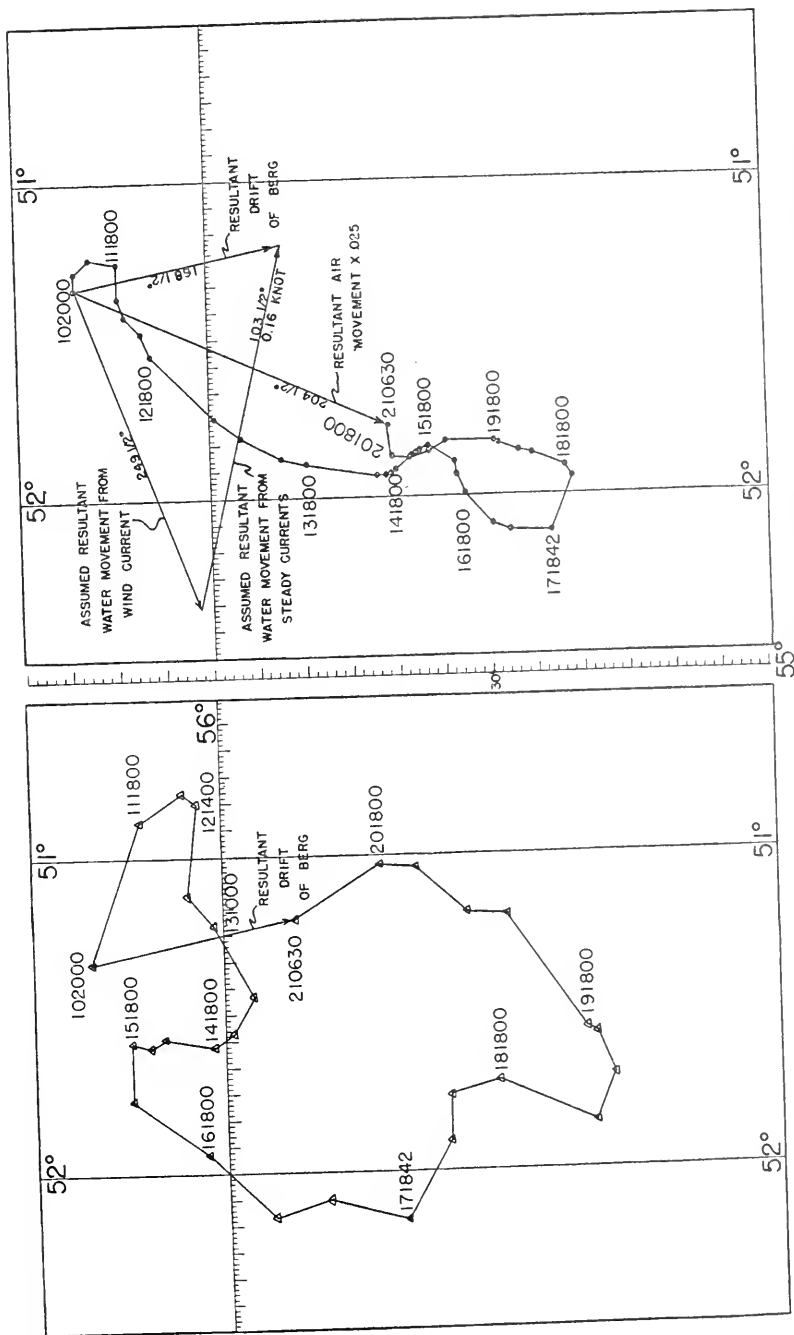 51°
102000
111800
RESULTANT
DRIFT
OF BERG
168 1/2°
121800
249 1/2°
103 1/2°
0.16 KNOT
204 1/2°
RESULTANT AIR
MOVEMENT X .025
ASSUMED RESULTANT
WATER MOVEMENT FROM
WIND CURRENT
52°
ASSUMED RESULTANT
WATER MOVEMENT FROM
STEADY CURRENTS
131800
201800
210630
141800
151800
191800
161800
181800
171842
51°
52°
30'
55°
56°
111800
121400
51°
102000
131000
RESULTANT
DRIFT
OF BERG
201800
210630
151800
141800
161800
191800
181800
52°
171842
51°
52°